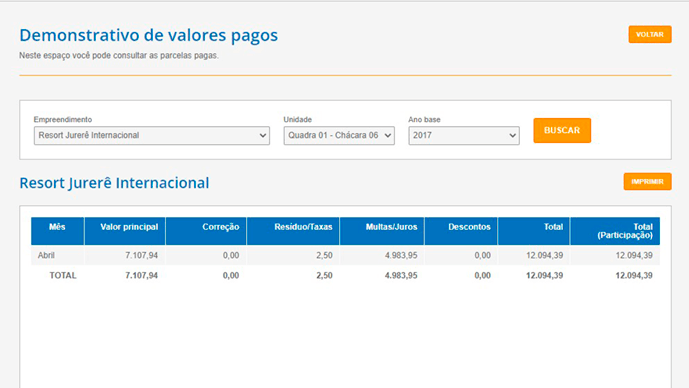 Demonstrativo de valores pagos
VOLTAR
Neste espaço você pode consultar as parcelas pagas.
Empreendimento Unidade Ano base
Resort Jurerê Internacional Quadra 01 - Chácara 06 2017 BUSCAR
Resort Jurerê Internacional IMPRIMIR
Mês Valor principal Correção Resíduo/Taxas Multas/Juros Descontos Total Total
(Participação)
Abril 7.107,94 0,00 2,50 4.983,95 0,00 12.094,39 12.094,39
TOTAL 7.107,94 0,00 2,50 4.983,95 0,00 12.094,39 12.094,39